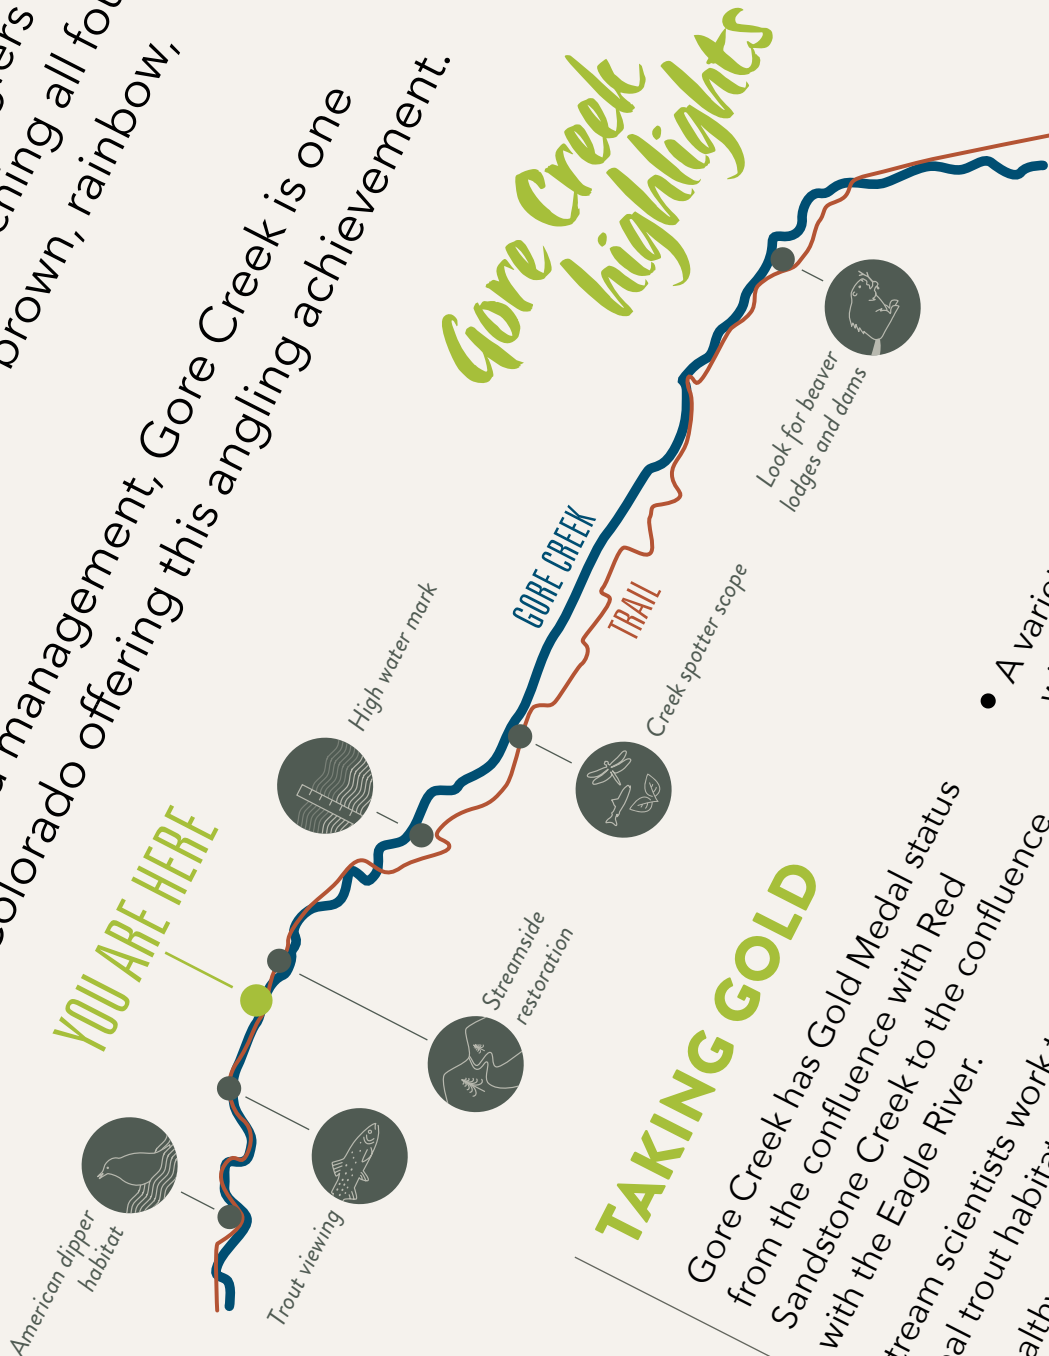 brown, rainbow,
management, Gore Creek is one
Colorado offering this angling achievement.
Gore Creek
highlights
Look for beaver
lodges and dams
GORE CREEK
TRAIL
Creek spotter scope
High water mark
YOU ARE HERE
Streamside
restoration
Trout viewing
American dipper
habitat
TAKING GOLD
Gore Creek has Gold Medal status
from the confluence with Red
Sandstone Creek to the confluence
with the Eagle River.
scientists work
trout
• A